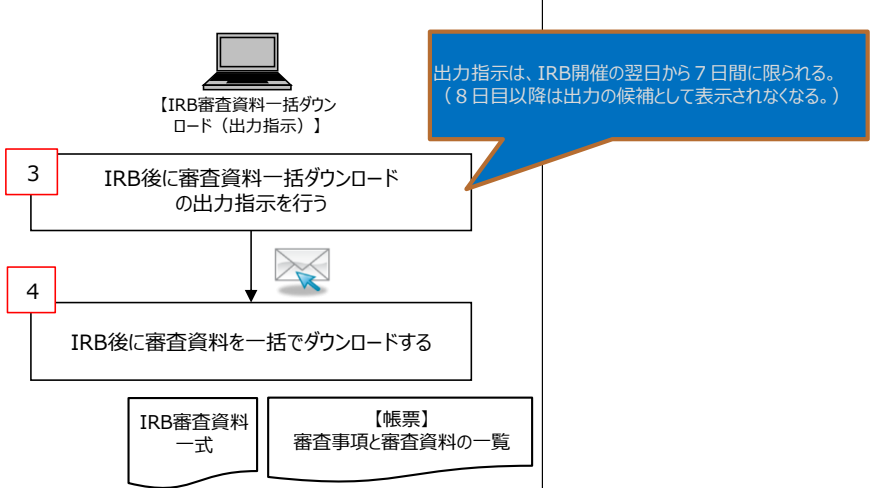 出力指示は、IRB開催の翌日から７日間に限られる。
（８日目以降は出力の候補として表示されなくなる。）
【IRB審査資料一括ダウン
ロード（出力指示）】
3
IRB後に審査資料一括ダウンロード
の出力指示を行う
4
IRB後に審査資料を一括でダウンロードする
IRB審査資料
一式
【帳票】
審査事項と審査資料の一覧